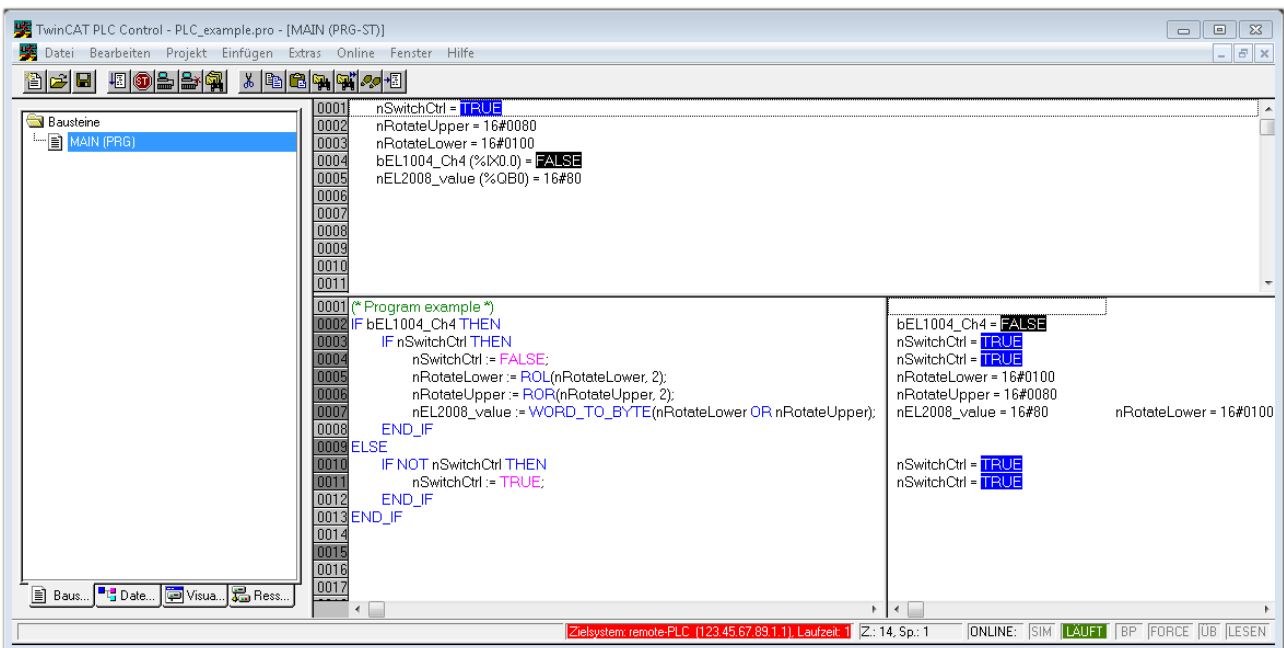 TwinCAT PLC Control - PLC_example.pro - [MAIN (PRG-ST)]
Datei Bearbeiten Projekt Einfügen Extras Online Fenster Hilfe
Bausteine
MAIN (PRG)
Baus... Date... Visua... Ress...
0001 nSwitchCtrl = TRUE
0002 nRotateUpper = 16#0080
0003 nRotateLower = 16#0100
0004 bEL1004_Ch4 (%IX0.0) = FALSE
0005 nEL2008_value (%QB0) = 16#80
0006
0007
0008
0009
0010
0011
0001 (* Program example *)
0002 IF bEL1004_Ch4 THEN bEL1004_Ch4 = FALSE
0003 IF nSwitchCtrl THEN nSwitchCtrl = TRUE
0004 nSwitchCtrl := FALSE; nSwitchCtrl = TRUE
0005 nRotateLower := ROL(nRotateLower, 2); nRotateLower = 16#0100
0006 nRotateUpper := ROR(nRotateUpper, 2); nRotateUpper = 16#0080
0007 nEL2008_value := WORD_TO_BYTE(nRotateLower OR nRotateUpper); nEL2008_value = 16#80 nRotateLower = 16#0100
0008 END_IF
0009 ELSE
0010 IF NOT nSwitchCtrl THEN nSwitchCtrl = TRUE
0011 nSwitchCtrl := TRUE; nSwitchCtrl = TRUE
0012 END_IF
0013 END_IF
0014
0015
0016
0017
Zielsystem: remote-PLC (123.45.67.89.1.1), Laufzeit: 1 Z.: 14, Sp.: 1 ONLINE: SIM LÄUFT BP FORCE ÜB LESEN